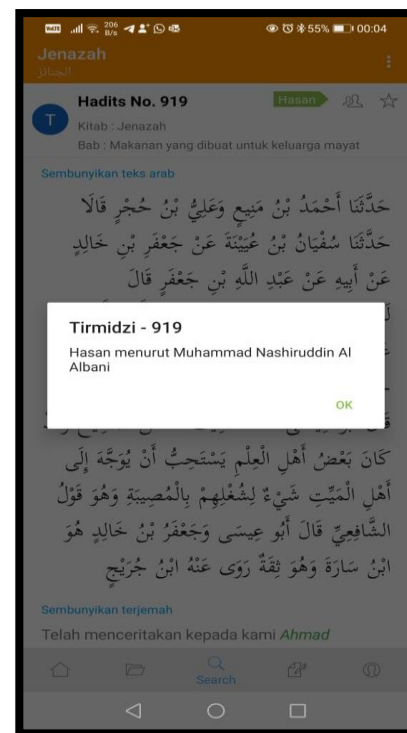 VoLTE 206 B/s 55% 00:04
Jenazah
الجنائز
Hadits No. 919 Hasan
T
Kitab : Jenazah
Bab : Makanan yang dibuat untuk keluarga mayat
Sembunyikan teks arab
حَدَّثَنَا أَحْمَدُ بْنُ مَنِيعٍ وَعَلِيُّ بْنُ حُجْرٍ قَالَا
حَدَّثَنَا سُفْيَانُ بْنُ عُيَيْنَةَ عَنْ جَعْفَرِ بْنِ خَالِدٍ
عَنْ أَبِيهِ عَنْ عَبْدِ اللَّهِ بْنِ جَعْفَرٍ قَالَ
Tirmidzi - 919
Hasan menurut Muhammad Nashiruddin Al
Albani
OK
كَانَ بَعْضُ أَهْلِ الْعِلْمِ يَسْتَحِبُّ أَنْ يُوَجَّهَ إِلَى
أَهْلِ الْمَيِّتِ شَيْءٌ لِشُغْلِهِمْ بِالْمُصِيبَةِ وَهُوَ قَوْلُ
الشَّافِعِيِّ قَالَ أَبُو عِيسَى وَجَعْفَرُ بْنُ خَالِدٍ هُوَ
ابْنُ سَارَةَ وَهُوَ ثِقَةٌ رَوَى عَنْهُ ابْنُ جُرَيْجٍ
Sembunyikan terjemah
Telah menceritakan kepada kami Ahmad
Search